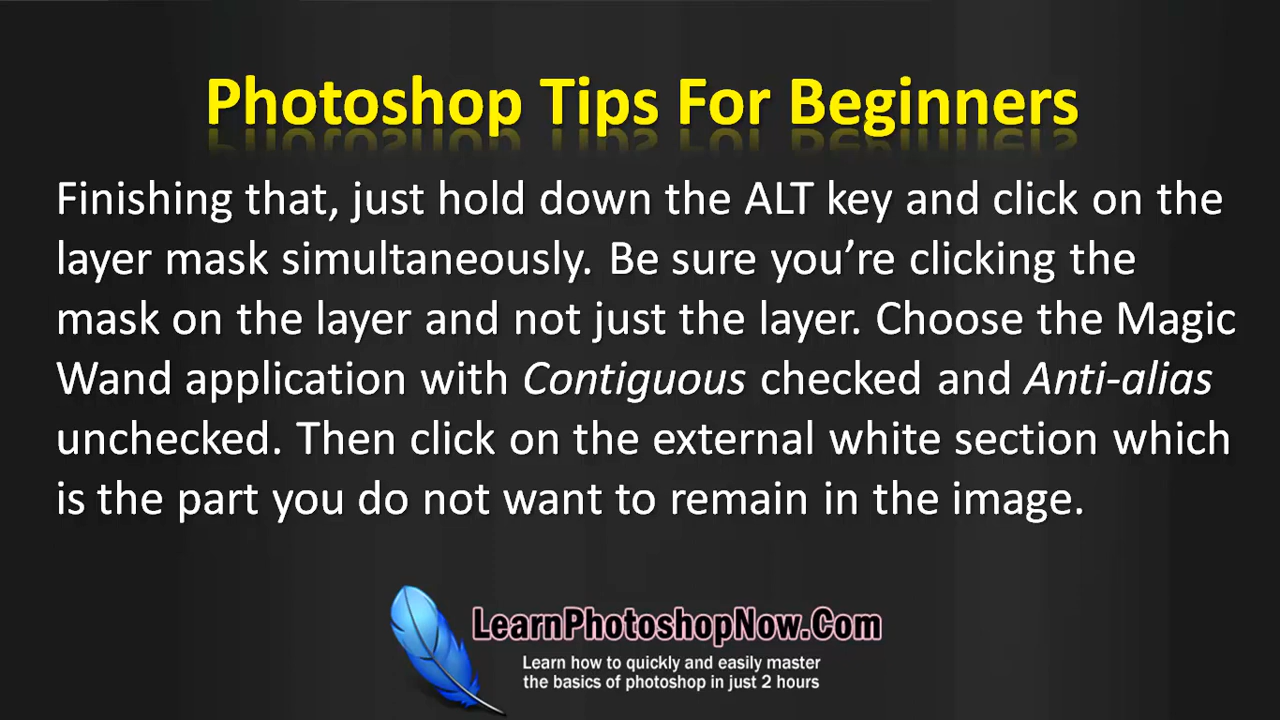 Photoshop Tips For Beginners
Finishing that, just hold down the ALT key and click on the
layer mask simultaneously. Be sure you’re clicking the
mask on the layer and not just the layer. Choose the Magic
Wand application with Contiguous checked and Anti-alias
unchecked. Then click on the external white section which
is the part you do not want to remain in the image.
LearnPhotoshopNow.Com
Learn how to quickly and easily master
the basics of photoshop in just 2 hours